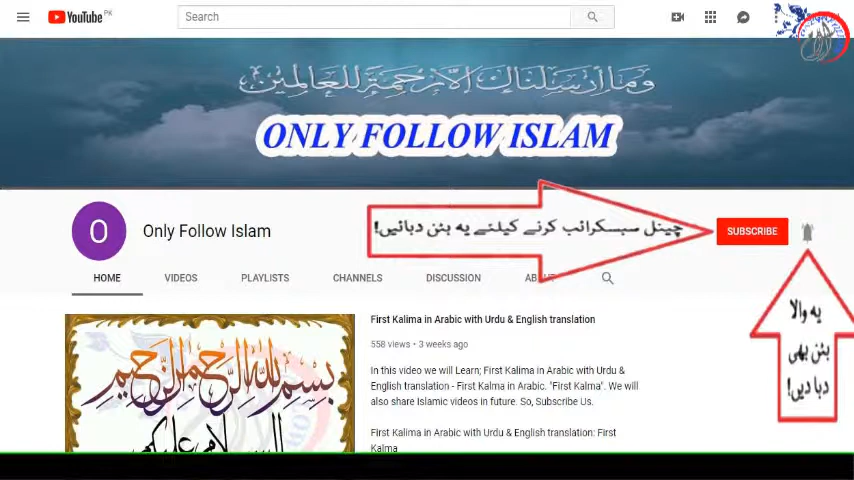 YouTube PK
Search
وما ارسلناك الا رحمة للعالمين
ONLY FOLLOW ISLAM
O
Only Follow Islam
چینل سبسکرائب کرنے کیلئے یہ بٹن دبائیں!
SUBSCRIBE
HOME VIDEOS PLAYLISTS CHANNELS DISCUSSION
یہ والا
بٹن بھی
دبا دیں!
First Kalima in Arabic with Urdu & English translation
558 views • 3 weeks ago
In this video we will Learn; First Kalima in Arabic with Urdu &
English translation - First Kalma in Arabic. "First Kalma". We will
also share Islamic videos in future. So, Subscribe Us.
First Kalima in Arabic with Urdu & English translation: First
Kalma
بسم الله الرحمن الرحيم
السلام عليكم